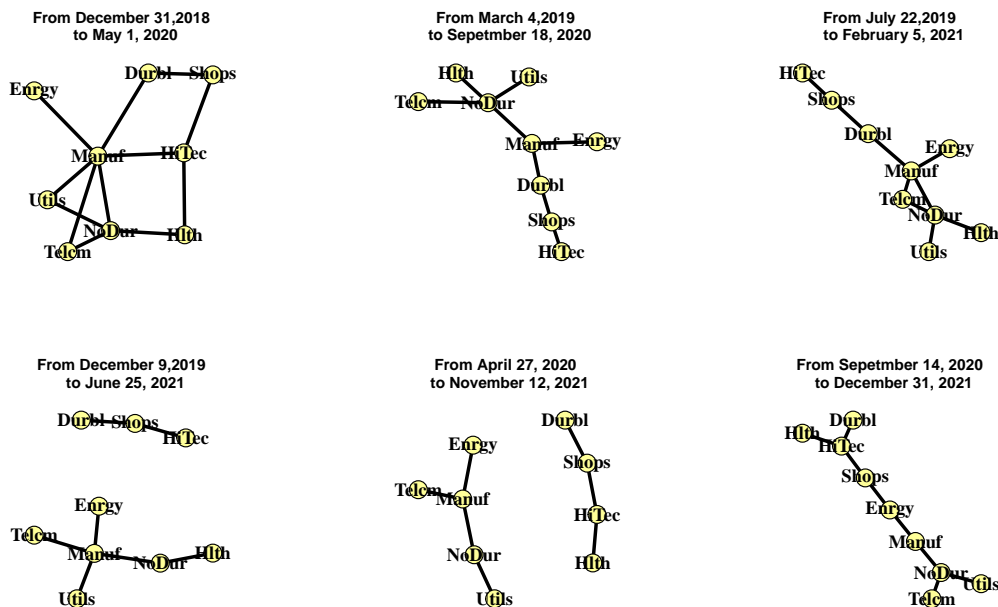 From December 31,2018
to May 1, 2020
Durbl
Shops
Enrgy
Manuf
HiTec
Utils
NoDur
Hlth
Telcm
From March 4,2019
to Sepetmber 18, 2020
Hlth
Utils
Telcm
NoDur
Manuf
Enrgy
Durbl
Shops
HiTec
From July 22,2019
to February 5, 2021
HiTec
Shops
Durbl
Enrgy
Manuf
Telcm
NoDur
Hlth
Utils
From December 9,2019
to June 25, 2021
Durbl
Shops
HiTec
Enrgy
Telcm
Manuf
NoDur
Hlth
Utils
From April 27, 2020
to November 12, 2021
Durbl
Enrgy
Shops
Telcm
Manuf
HiTec
NoDur
Hlth
Utils
From Sepetmber 14, 2020
to December 31, 2021
Durbl
Hlth
HiTec
Shops
Enrgy
Manuf
NoDur
Utils
Telcm